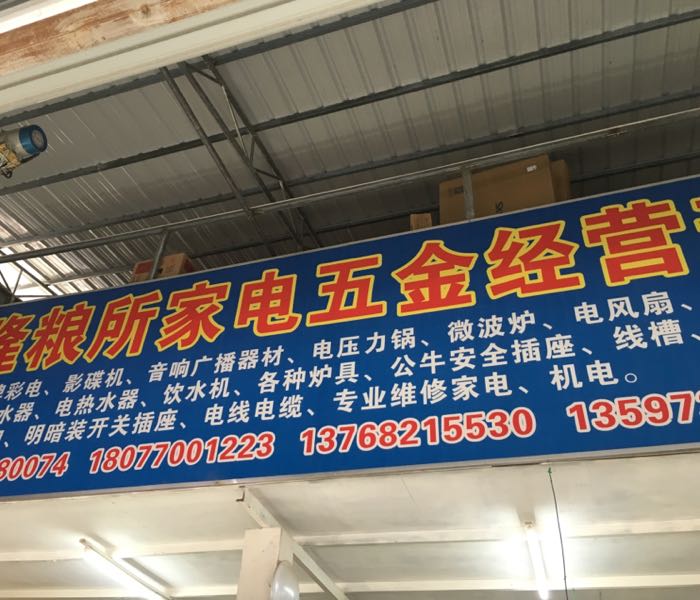 隆粮所家电五金经营
彩电、影碟机、音响广播器材、电压力锅、微波炉、电风扇、
水器、电热水器、饮水机、各种炉具、公牛安全插座、线槽、
、明暗装开关插座、电线电缆、专业维修家电、机电。
80074 18077001223 13768215530 135972